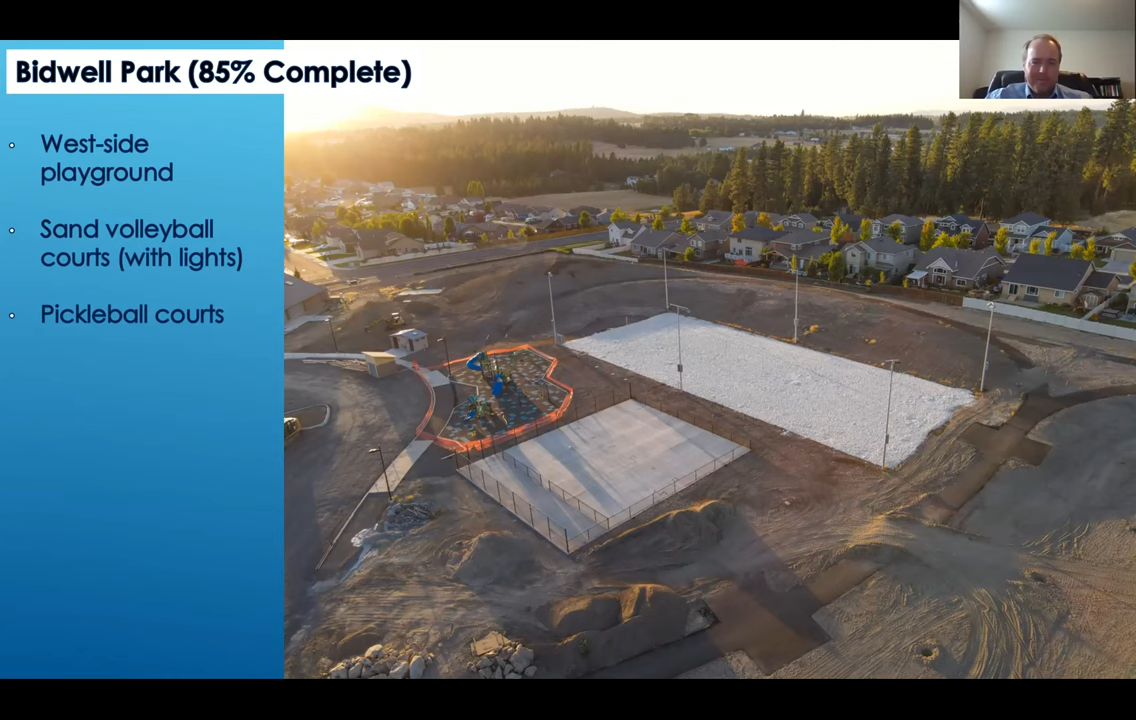 Bidwell Park (85% Complete)
West-side
playground
Sand volleyball
courts (with lights)
Pickleball courts